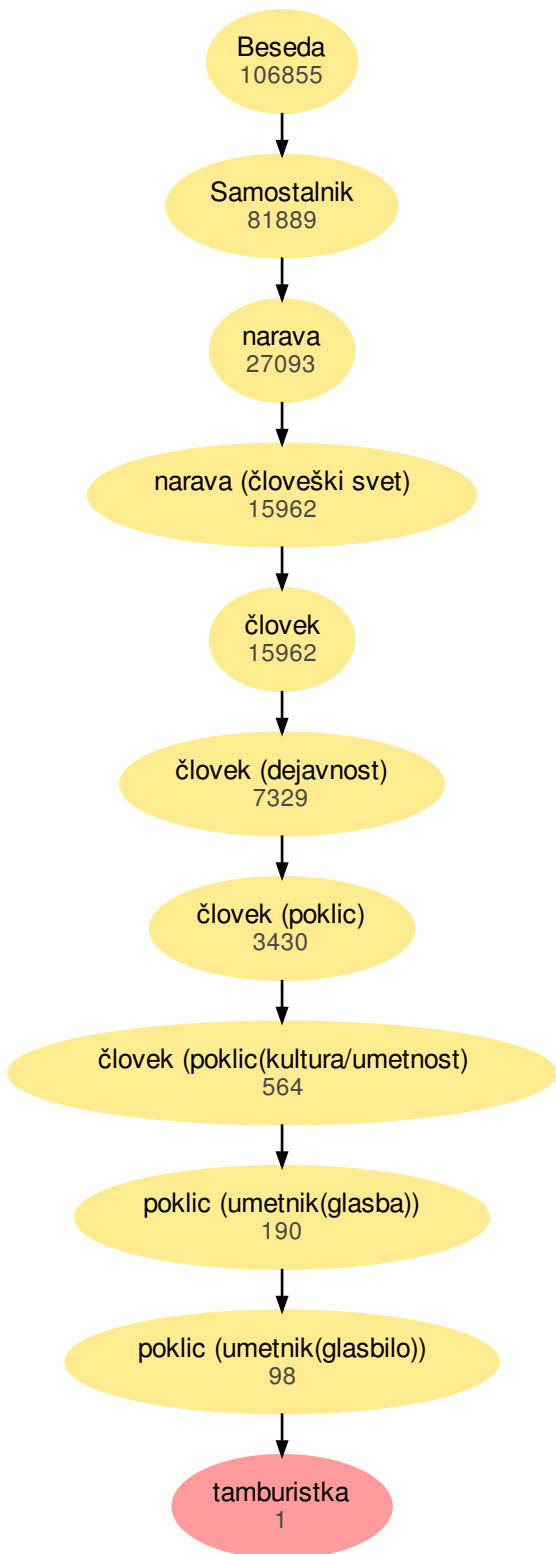 Beseda
106855
Samostalnik
81889
narava
27093
narava (človeški svet)
15962
človek
15962
človek (dejavnost)
7329
človek (poklic)
3430
človek (poklic(kultura/umetnost)
564
poklic (umetnik(glasba))
190
poklic (umetnik(glasbilo))
98
tamburistka
1